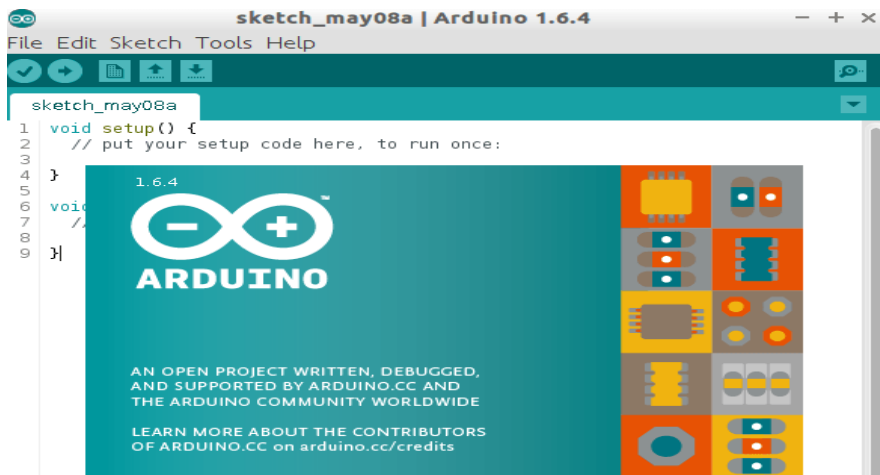 sketch_may08a | Arduino 1.6.4
File Edit Sketch Tools Help
sketch_may08a
1 void setup() {
2 // put your setup code here, to run once:
3
4 }
5
6
7 /
8
9 }
1.6.4
ARDUINO
AN OPEN PROJECT WRITTEN, DEBUGGED,
AND SUPPORTED BY ARDUINO.CC AND
THE ARDUINO COMMUNITY WORLDWIDE
LEARN MORE ABOUT THE CONTRIBUTORS
OF ARDUINO.CC on arduino.cc/credits